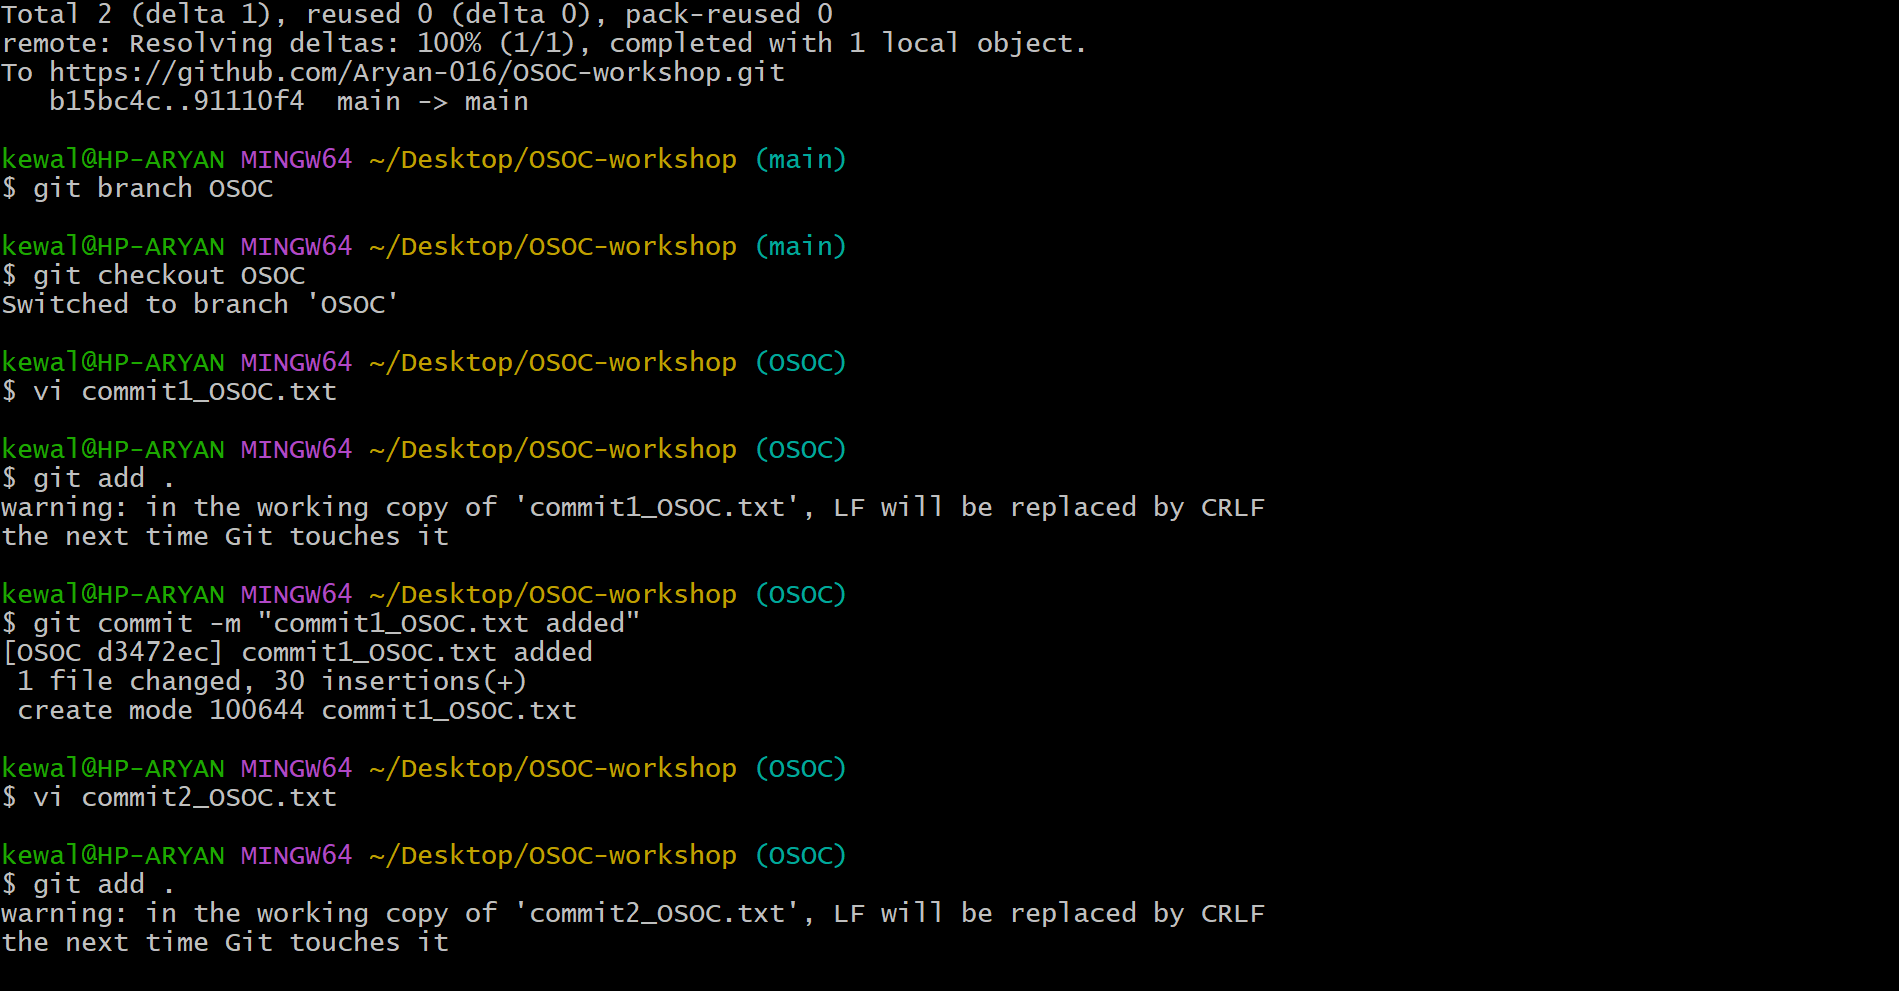 Total 2 (delta 1), reused 0 (delta 0), pack-reused 0
remote: Resolving deltas: 100% (1/1), completed with 1 local object.
To https://github.com/Aryan-016/OSOC-workshop.git
   b15bc4c..91110f4  main -> main

kewal@HP-ARYAN MINGW64 ~/Desktop/OSOC-workshop (main)
$ git branch OSOC

kewal@HP-ARYAN MINGW64 ~/Desktop/OSOC-workshop (main)
$ git checkout OSOC
Switched to branch 'OSOC'

kewal@HP-ARYAN MINGW64 ~/Desktop/OSOC-workshop (OSOC)
$ vi commit1_OSOC.txt

kewal@HP-ARYAN MINGW64 ~/Desktop/OSOC-workshop (OSOC)
$ git add .
warning: in the working copy of 'commit1_OSOC.txt', LF will be replaced by CRLF
the next time Git touches it

kewal@HP-ARYAN MINGW64 ~/Desktop/OSOC-workshop (OSOC)
$ git commit -m "commit1_OSOC.txt added"
[OSOC d3472ec] commit1_OSOC.txt added
 1 file changed, 30 insertions(+)
 create mode 100644 commit1_OSOC.txt

kewal@HP-ARYAN MINGW64 ~/Desktop/OSOC-workshop (OSOC)
$ vi commit2_OSOC.txt

kewal@HP-ARYAN MINGW64 ~/Desktop/OSOC-workshop (OSOC)
$ git add .
warning: in the working copy of 'commit2_OSOC.txt', LF will be replaced by CRLF
the next time Git touches it